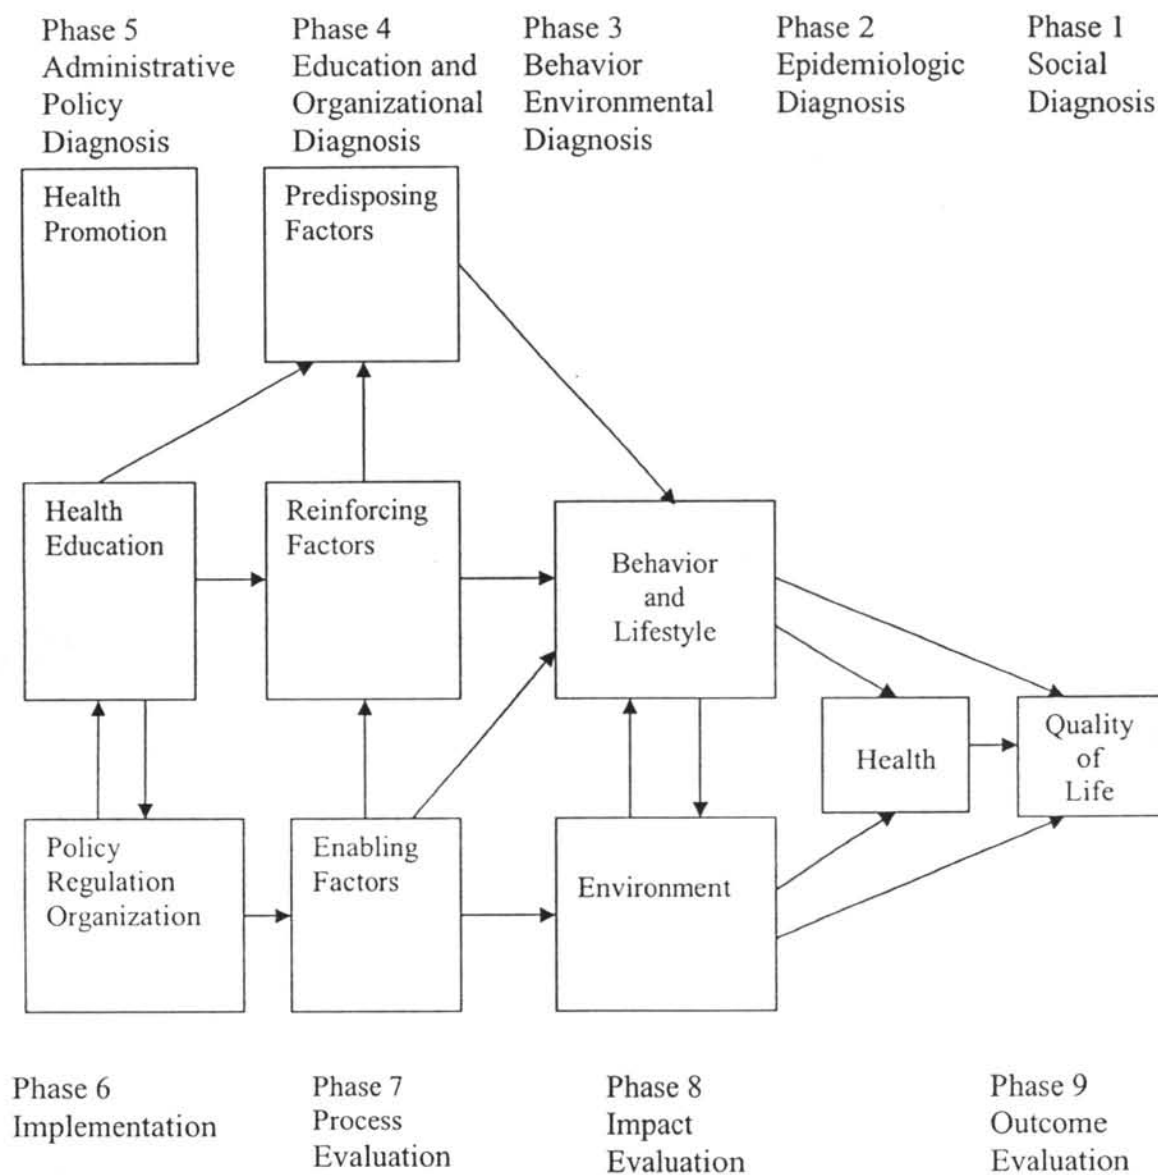 Phase 5
Administrative
Policy
Diagnosis
Phase 4
Education and
Organizational
Diagnosis
Phase 3
Behavior
Environmental
Diagnosis
Phase 2
Epidemiologic
Diagnosis
Phase 1
Social
Diagnosis
Health
Promotion
Predisposing
Factors
Health
Education
Reinforcing
Factors
Behavior
and
Lifestyle
Health
Quality
of
Life
Policy
Regulation
Organization
Enabling
Factors
Environment
Phase 6
Implementation
Phase 7
Process
Evaluation
Phase 8
Impact
Evaluation
Phase 9
Outcome
Evaluation